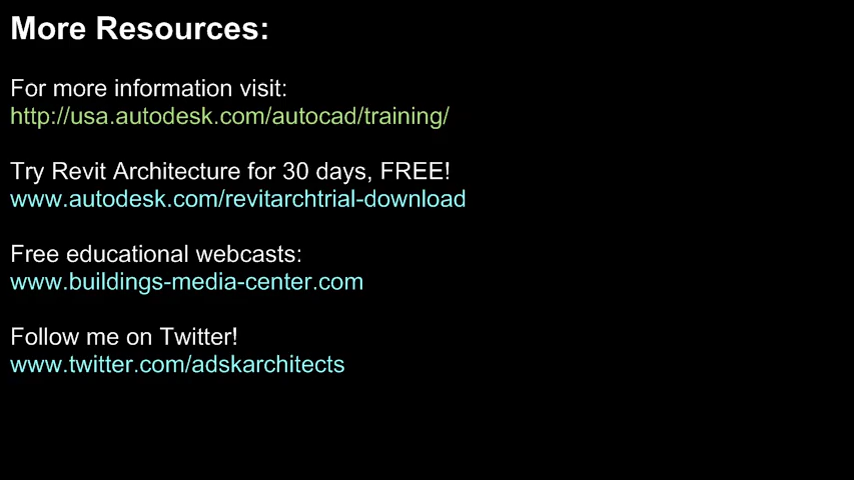 More Resources:
For more information visit:
http://usa.autodesk.com/autocad/training/
Try Revit Architecture for 30 days, FREE!
www.autodesk.com/revitarchtrial-download
Free educational webcasts:
www.buildings-media-center.com
Follow me on Twitter!
www.twitter.com/adskarchitects